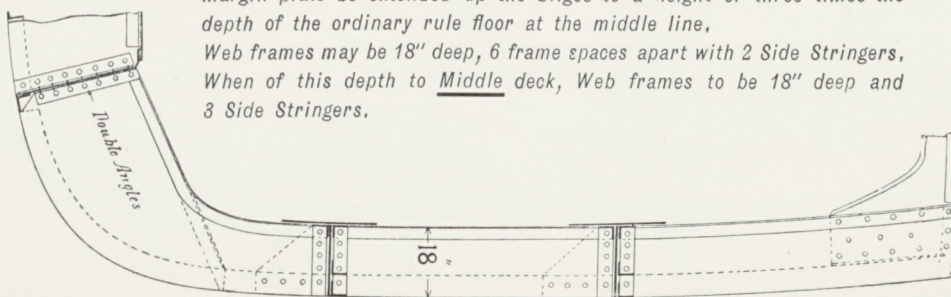 margin plate be extended up the bilges to a height of three times the
depth of the ordinary rule floor at the middle line.
Web frames may be 18" deep, 6 frame spaces apart with 2 Side Stringers.
When of this depth to Middle deck, Web frames to be 18" deep and
3 Side Stringers.
Double Angles
18"